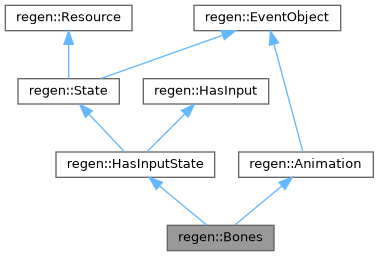 regen::Resource
regen::EventObject
regen::State
regen::HasInput
regen::HasInputState
regen::Animation
regen::Bones